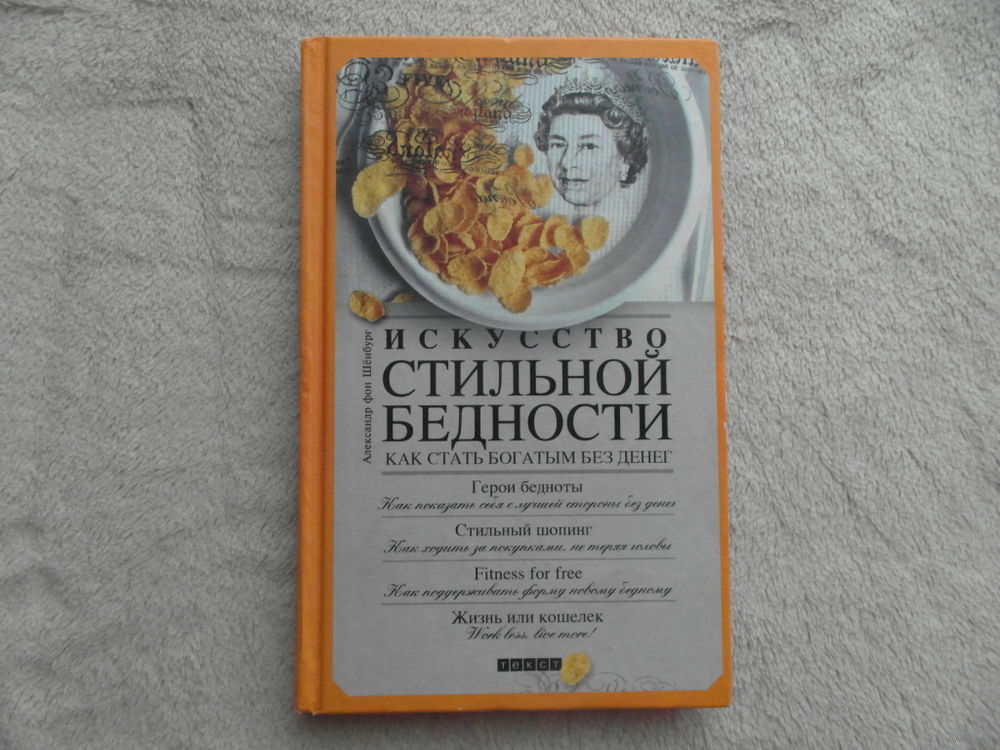 FIVE
Александр фон Шёнбург
ИСКУССТВО
СТИЛЬНОЙ
БЕДНОСТИ
КАК СТАТЬ БОГАТЫМ БЕЗ ДЕНЕГ
Герои бедноты
Как показать себя с лучшей стороны без денег
Стильный шопинг
Как ходить за покупками, не теряя головы
Fitness for free
Как поддерживать форму новому бедному
Жизнь или кошелек
Work less, live more!
текст